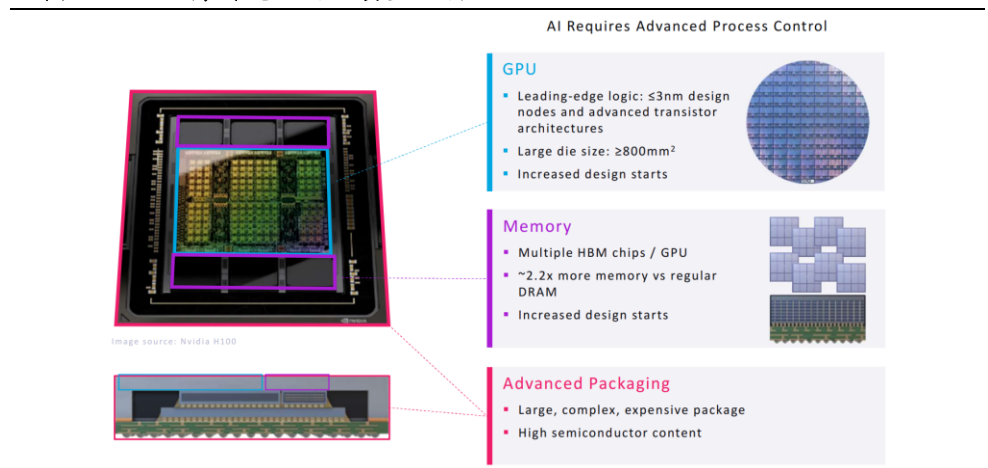 AI Requires Advanced Process Control
GPU
▪ Leading-edge logic: ≤3nm design
nodes and advanced transistor
architectures
▪ Large die size: ≥800mm²
▪ Increased design starts
Memory
▪ Multiple HBM chips / GPU
▪ ~2.2x more memory vs regular
DRAM
▪ Increased design starts
Image source: Nvidia H100
Advanced Packaging
▪ Large, complex, expensive package
▪ High semiconductor content